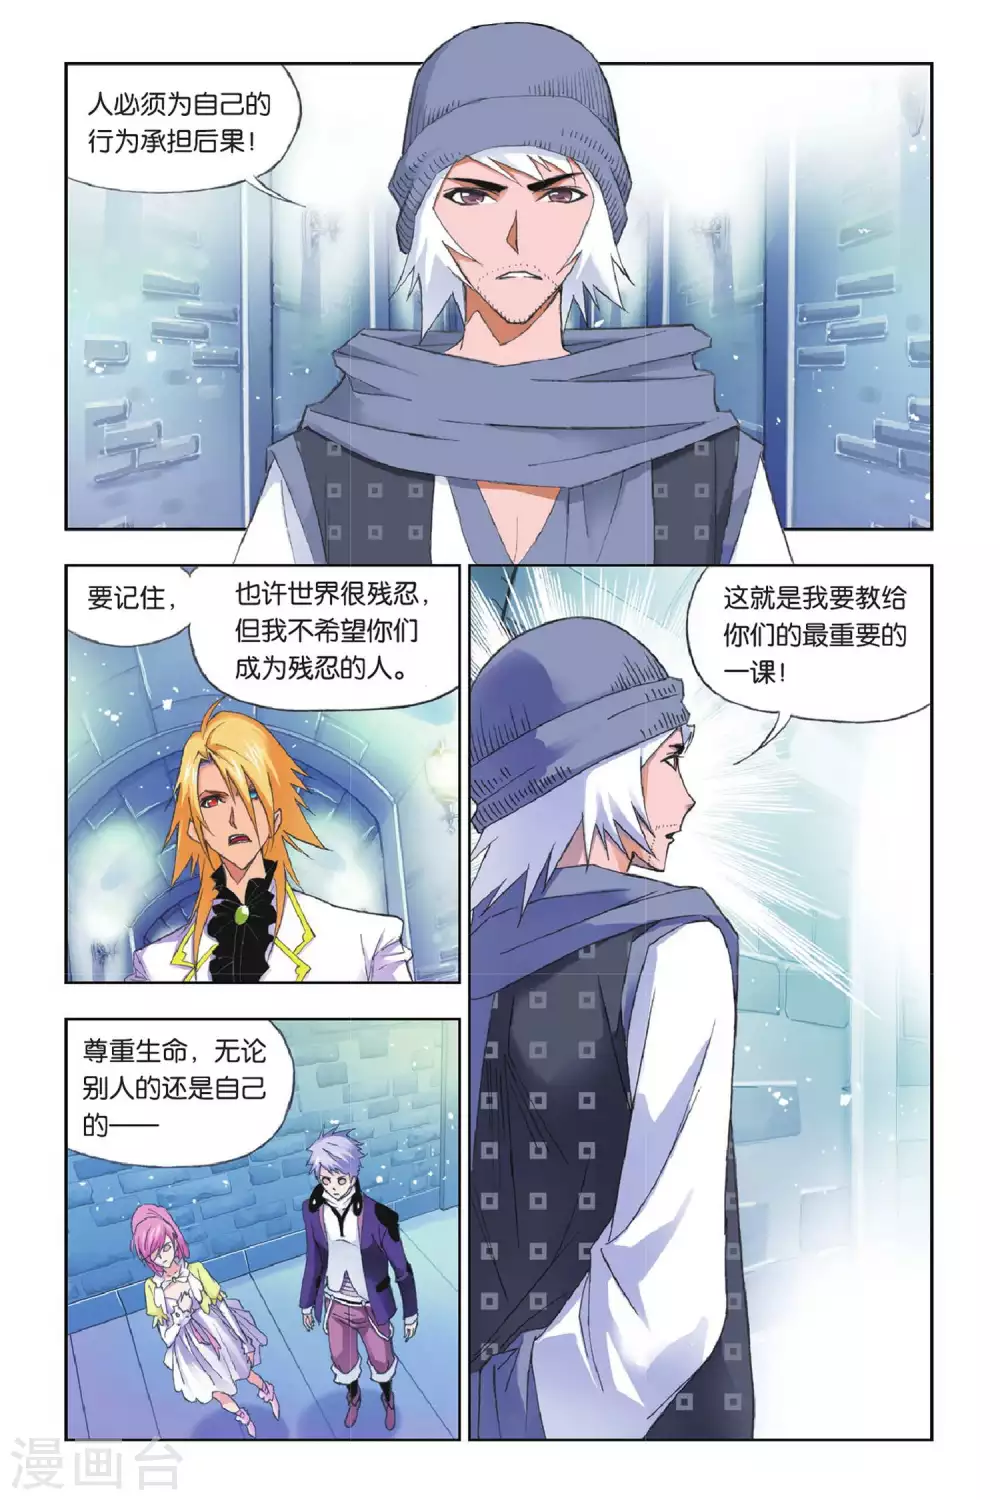 人必须为自己的
行为承担后果！
要记住，
也许世界很残忍，
但我不希望你们
成为残忍的人。
尊重生命，无论
别人的还是自己
的——
这就是我要教给
你们的最重要的
一课！
漫画台